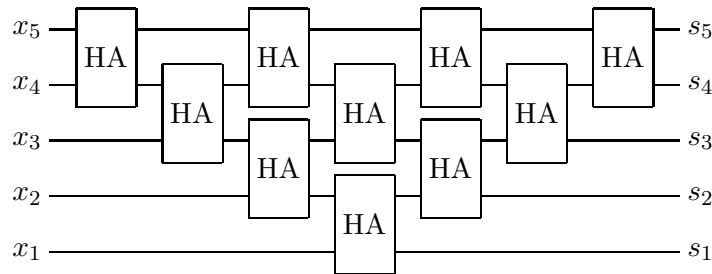 x₅ HA HA HA HA s₅
x₄ HA HA HA s₄
x₃ HA HA s₃
x₂ HA s₂
x₁ s₁